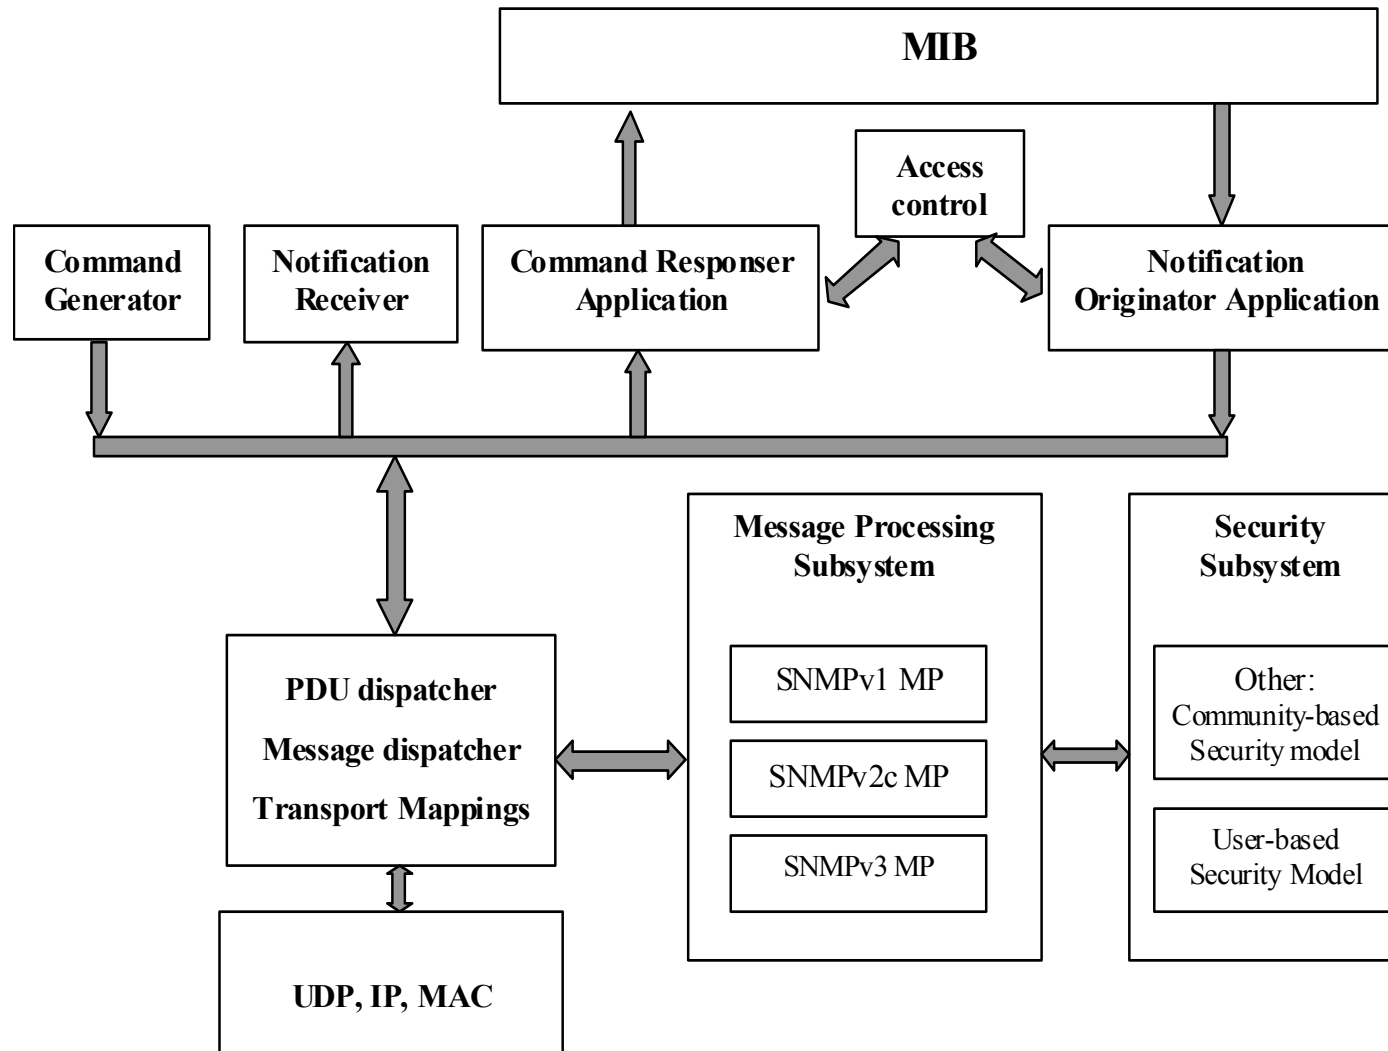 MIB
Access
control
Command
Generator
Notification
Receiver
Command Responser
Application
Notification
Originator Application
Message Processing
Subsystem
Security
Subsystem
PDU dispatcher
Message dispatcher
Transport Mappings
SNMPv1 MP
SNMPv2c MP
SNMPv3 MP
Other:
Community-based
Security model
User-based
Security Model
UDP, IP, MAC